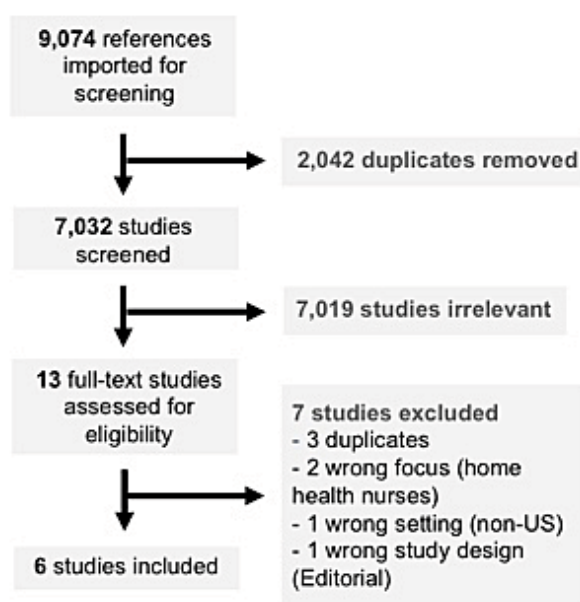 9,074 references
imported for
screening
2,042 duplicates removed
7,032 studies
screened
7,019 studies irrelevant
13 full-text studies
assessed for
eligibility
7 studies excluded
- 3 duplicates
- 2 wrong focus (home
health nurses)
- 1 wrong setting (non-US)
- 1 wrong study design
(Editorial)
6 studies included